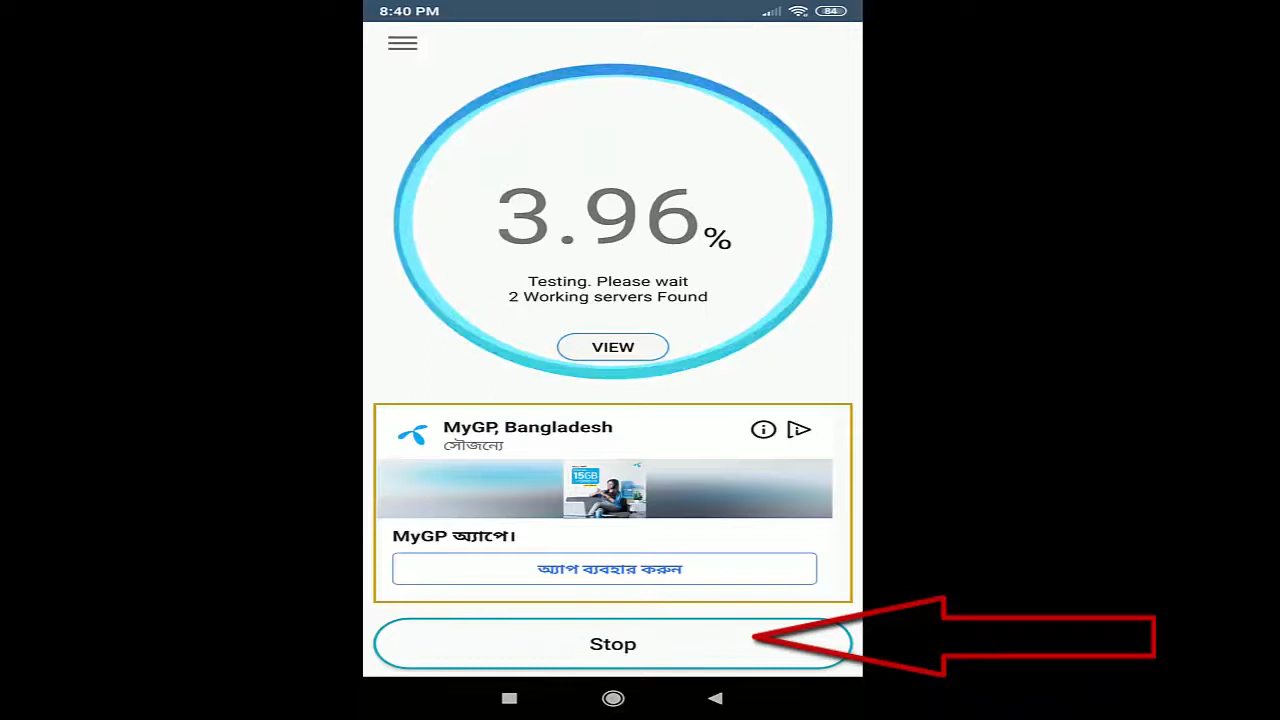 8:40 PM
84
3.96%
Testing. Please wait
2 Working servers Found
VIEW
MyGP, Bangladesh
সৌজন্যে
15GB
MyGP অ্যাপে।
অ্যাপ ব্যবহার করুন
Stop